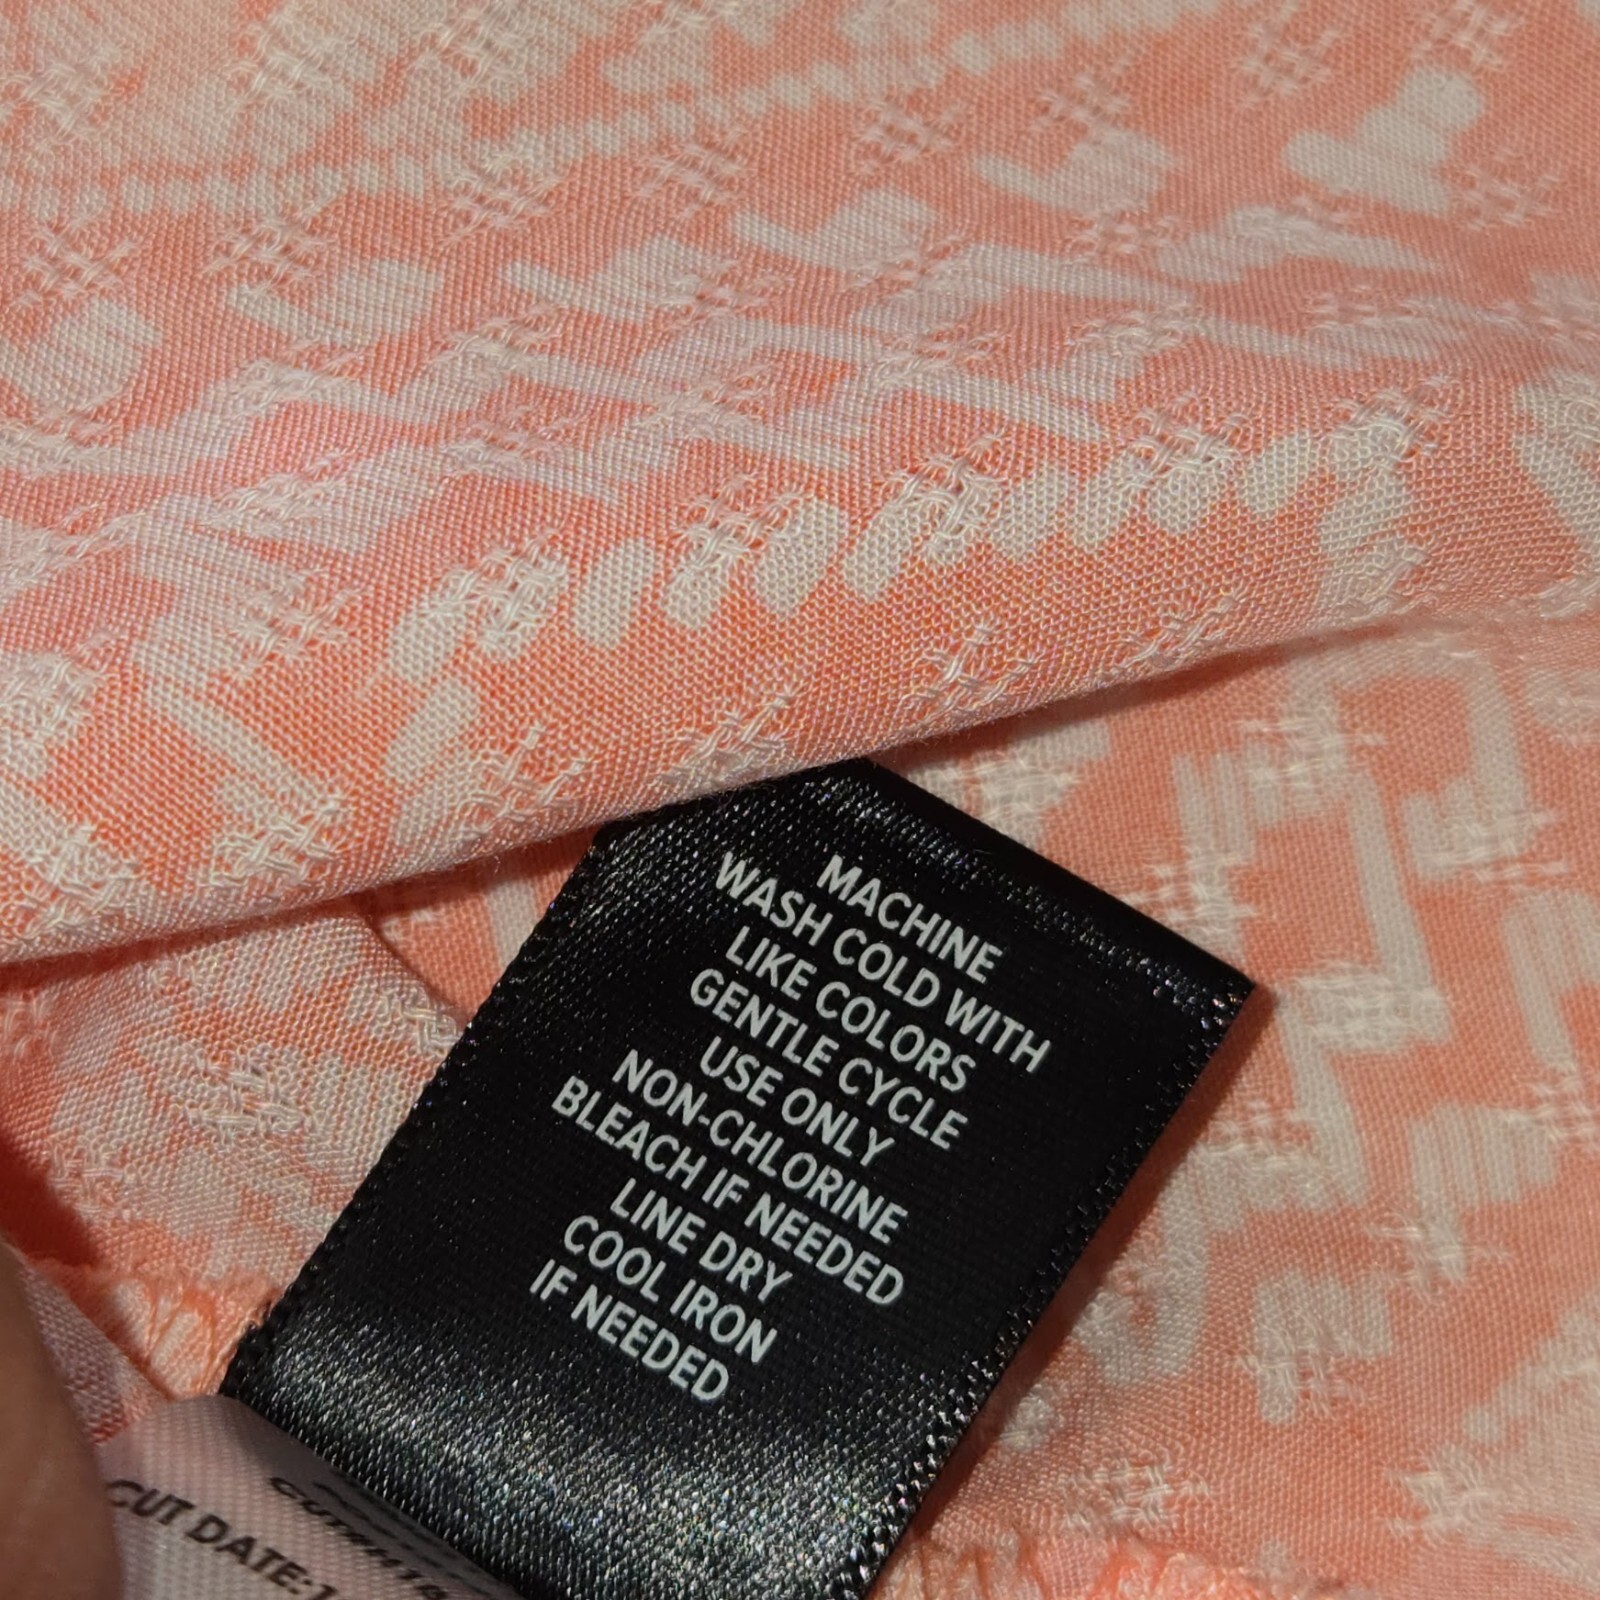 MACHINE
WASH COLD WITH
LIKE COLORS
GENTLE CYCLE
USE ONLY
NON-CHLORINE
BLEACH IF NEEDED
LINE DRY
COOL IRON
IF NEEDED
CUT DATE: